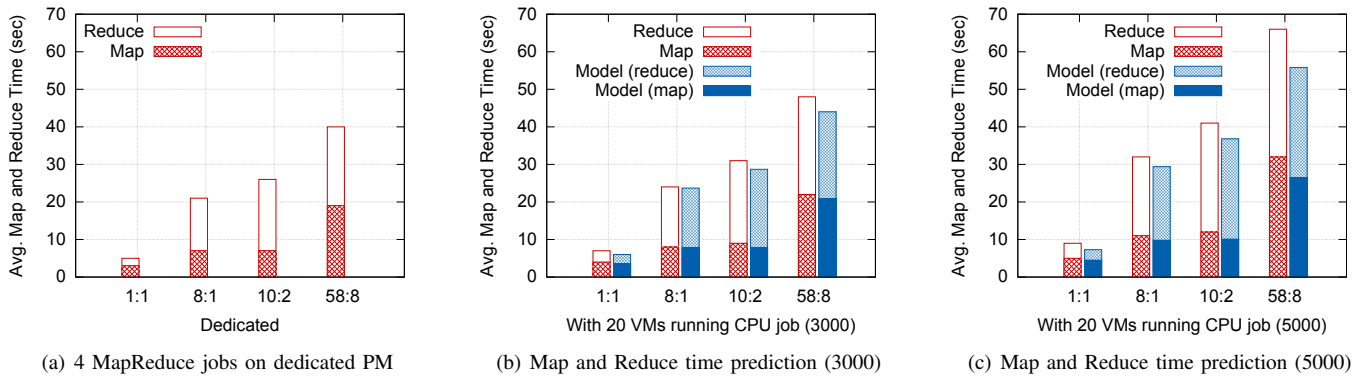 Avg. Map and Reduce Time (sec)
70
60
50
40
30
20
10
0
Reduce
Map
1:1 8:1 10:2 58:8
Dedicated
(a) 4 MapReduce jobs on dedicated PM
Avg. Map and Reduce Time (sec)
70
60
50
40
30
20
10
0
Reduce
Map
Model (reduce)
Model (map)
1:1 8:1 10:2 58:8
With 20 VMs running CPU job (3000)
(b) Map and Reduce time prediction (3000)
Avg. Map and Reduce Time (sec)
70
60
50
40
30
20
10
0
Reduce
Map
Model (reduce)
Model (map)
1:1 8:1 10:2 58:8
With 20 VMs running CPU job (5000)
(c) Map and Reduce time prediction (5000)